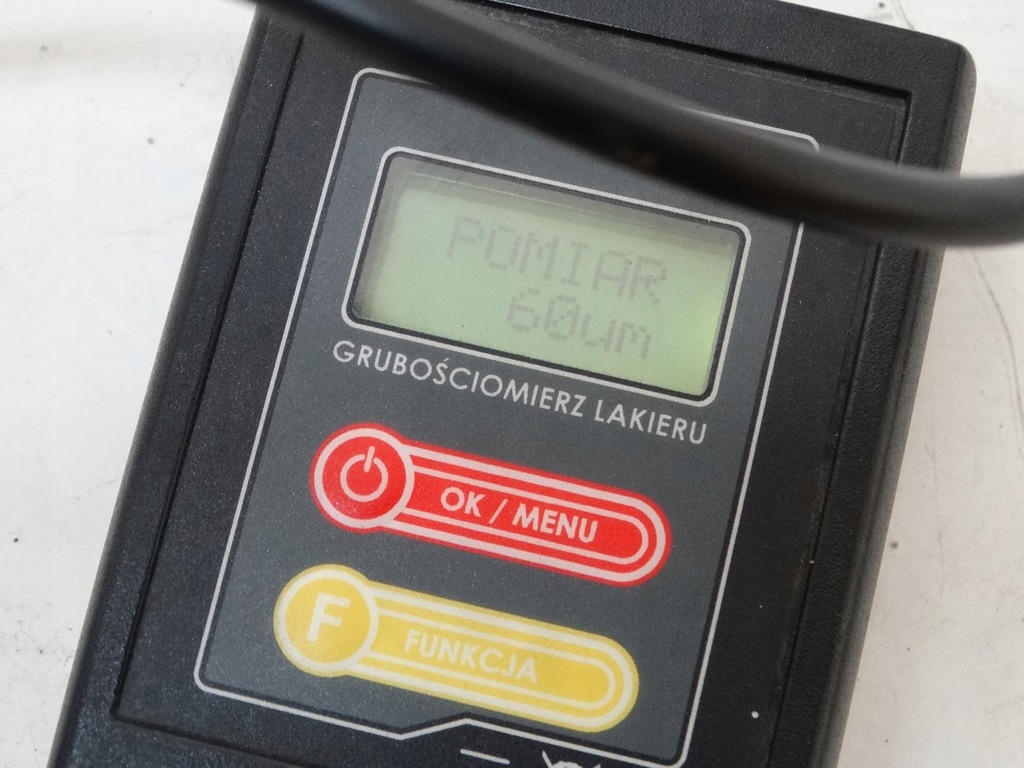 POMIAR
60um
GRUBOŚCIOMIERZ LAKIERU
OK / MENU
F FUNKCJA